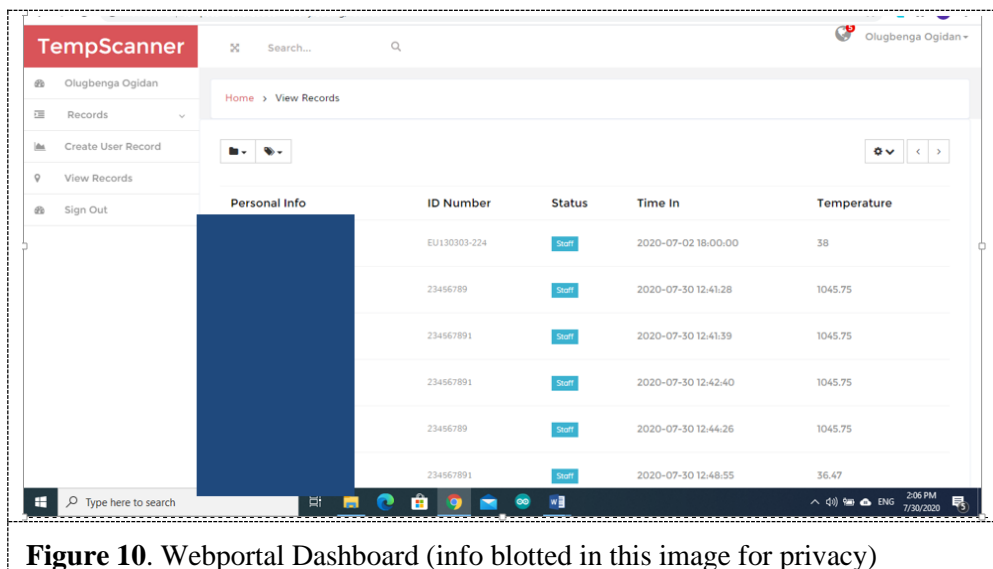 TempScanner
Search...
5
Olugbenga Ogidan
Olugbenga Ogidan
Home > View Records
Records
Create User Record
View Records
Sign Out
Personal Info ID Number Status Time In Temperature
EU130303-224 Staff 2020-07-02 18:00:00 38
23456789 Staff 2020-07-30 12:41:28 1045.75
234567891 Staff 2020-07-30 12:41:39 1045.75
234567891 Staff 2020-07-30 12:42:40 1045.75
23456789 Staff 2020-07-30 12:44:26 1045.75
234567891 Staff 2020-07-30 12:48:55 36.47
Type here to search
ENG
2:06 PM
7/30/2020
Figure 10. Webportal Dashboard (info blotted in this image for privacy)